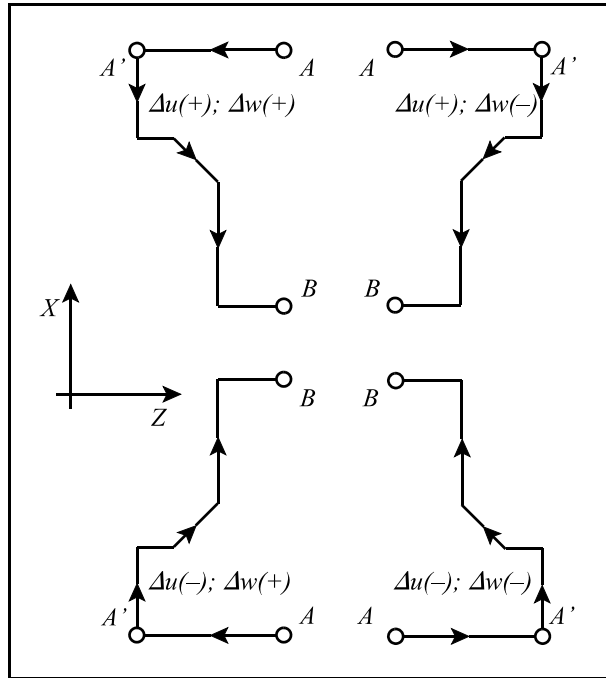 A' A A A'
Δu(+); Δw(+) Δu(+); Δw(–)
B B
X
B B
Z
Δu(–); Δw(+) Δu(–); Δw(–)
A' A A A'